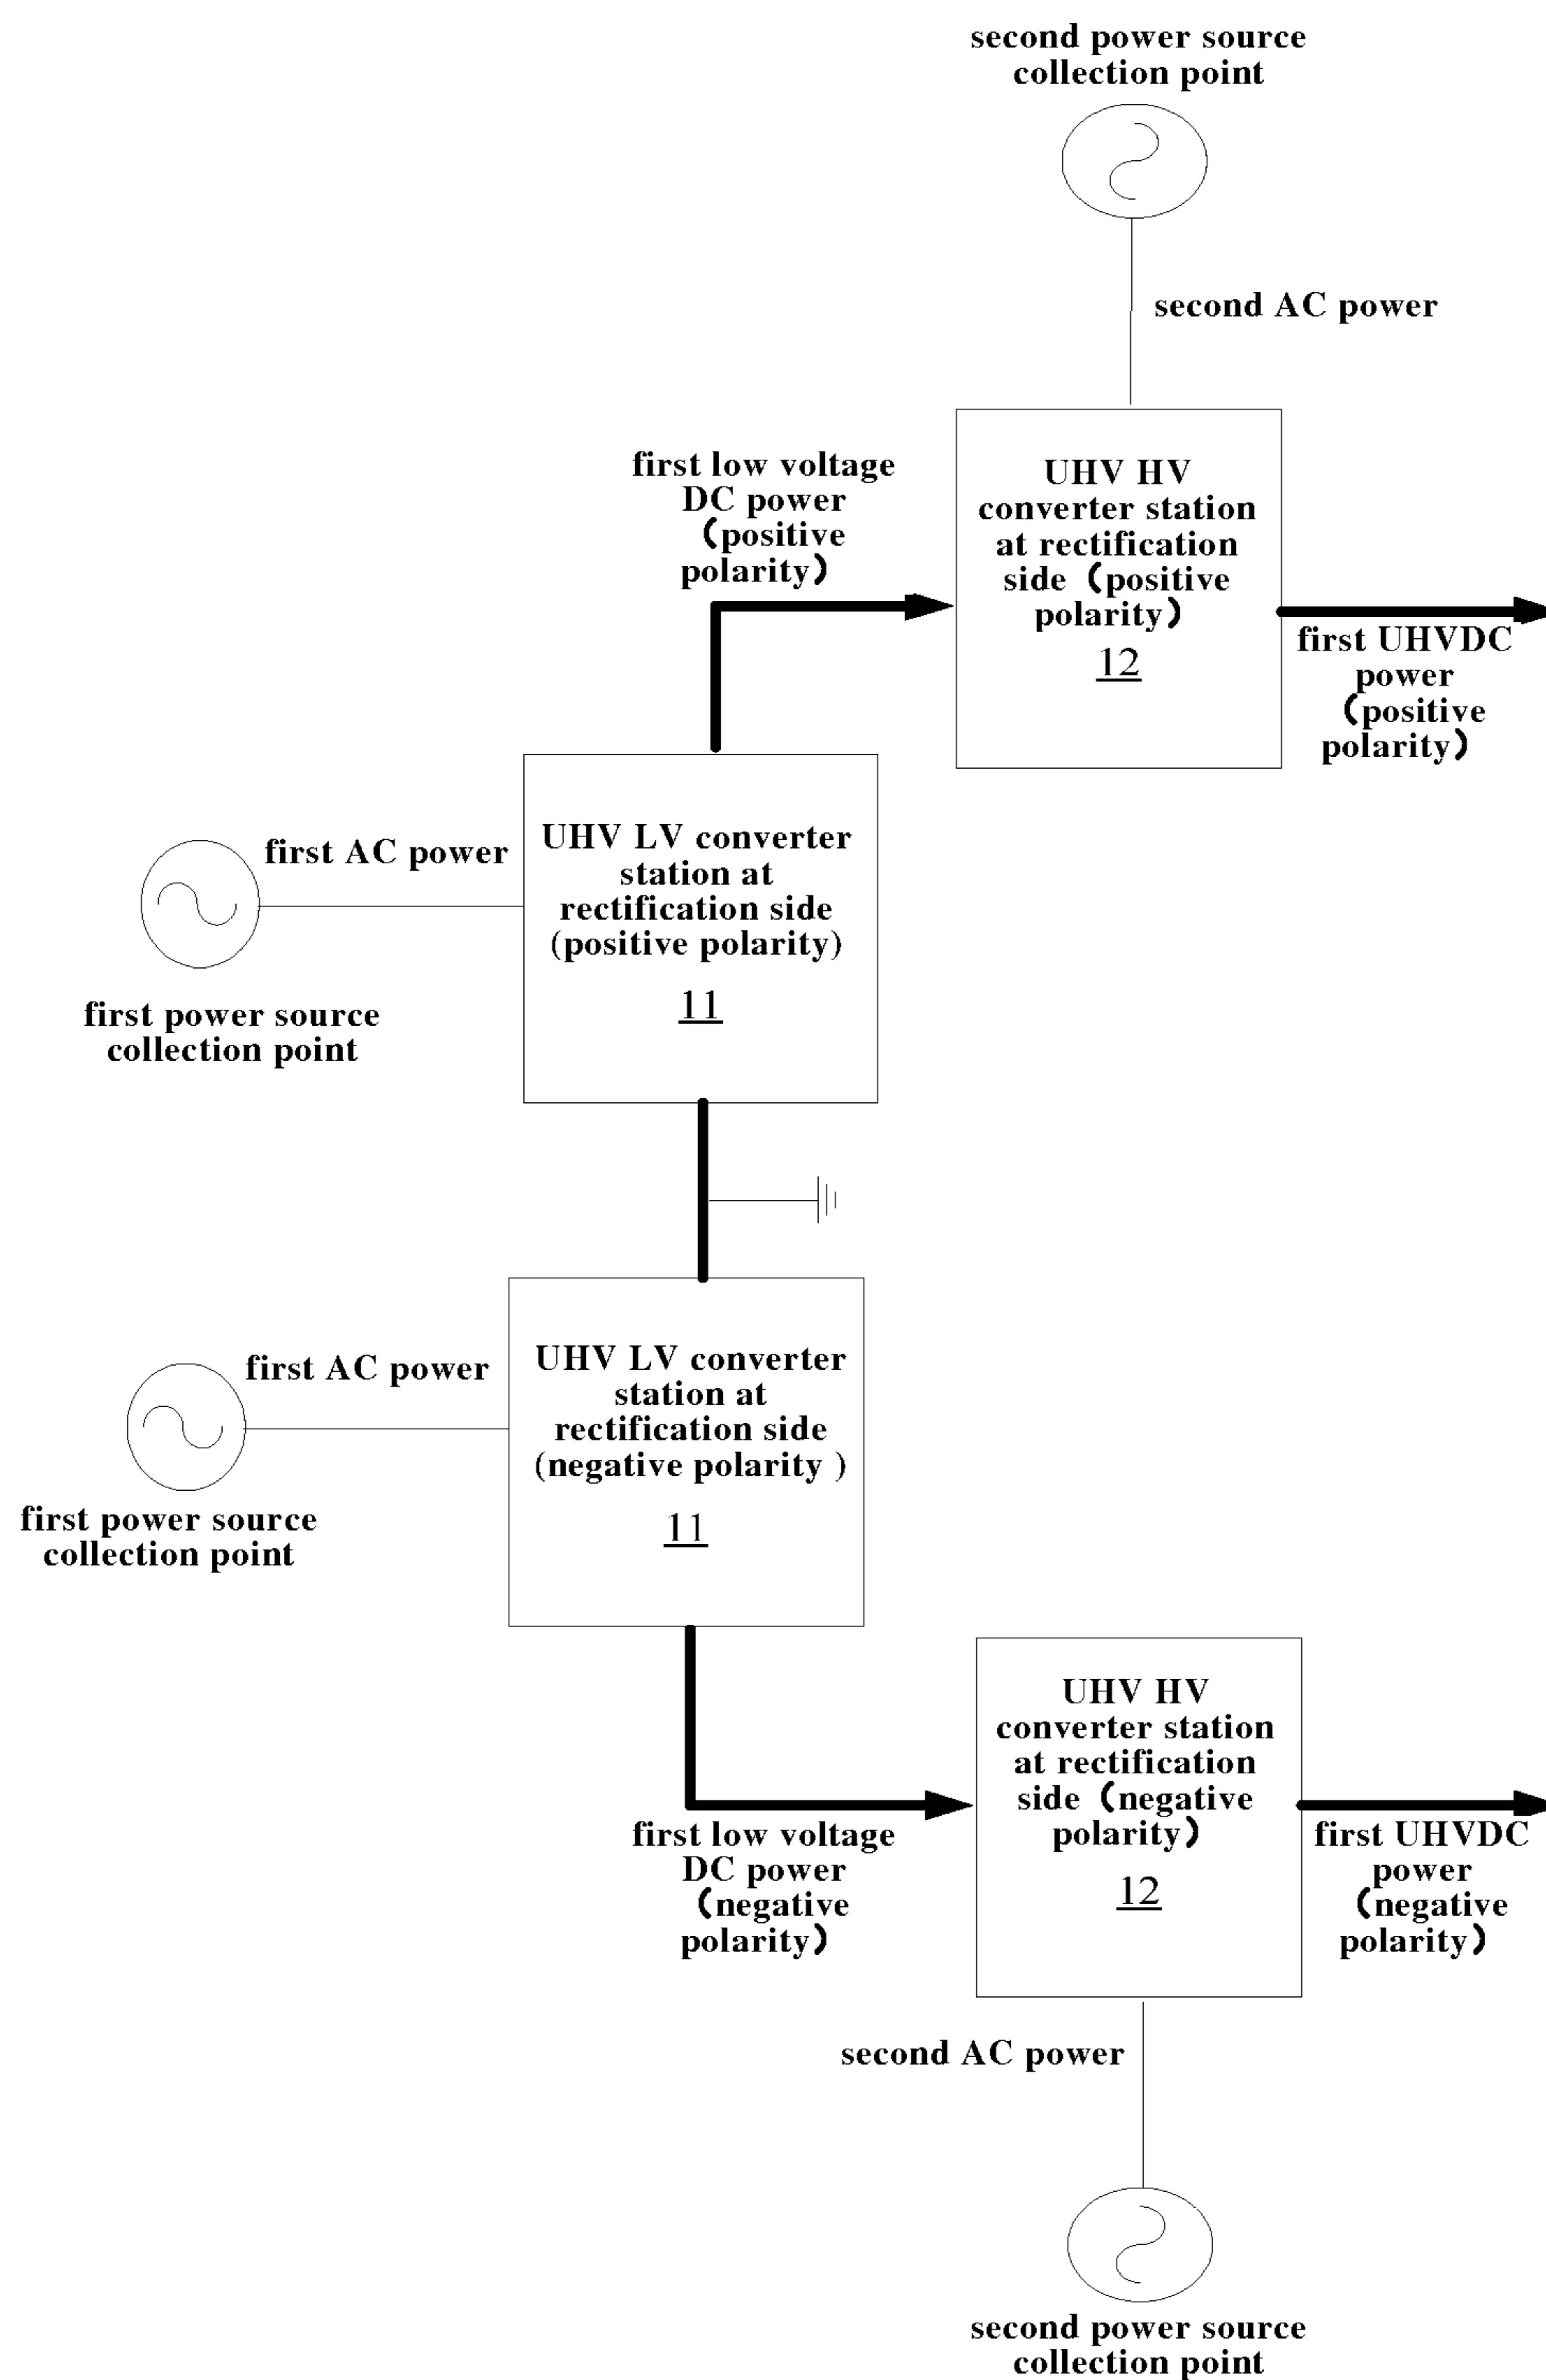 second power source
collection point
second AC power
first low voltage
DC power
(positive
polarity)
UHV HV
converter station
at rectification
side (positive
polarity)
12
first UHVDC
power
(positive
polarity)
first AC power
UHV LV converter
station at
rectification side
(positive polarity)
11
first power source
collection point
first AC power
UHV LV converter
station at
rectification side
(negative polarity )
11
first power source
collection point
first low voltage
DC power
(negative
polarity)
UHV HV
converter station
at rectification
side (negative
polarity)
12
first UHVDC
power
(negative
polarity)
second AC power
second power source
collection point